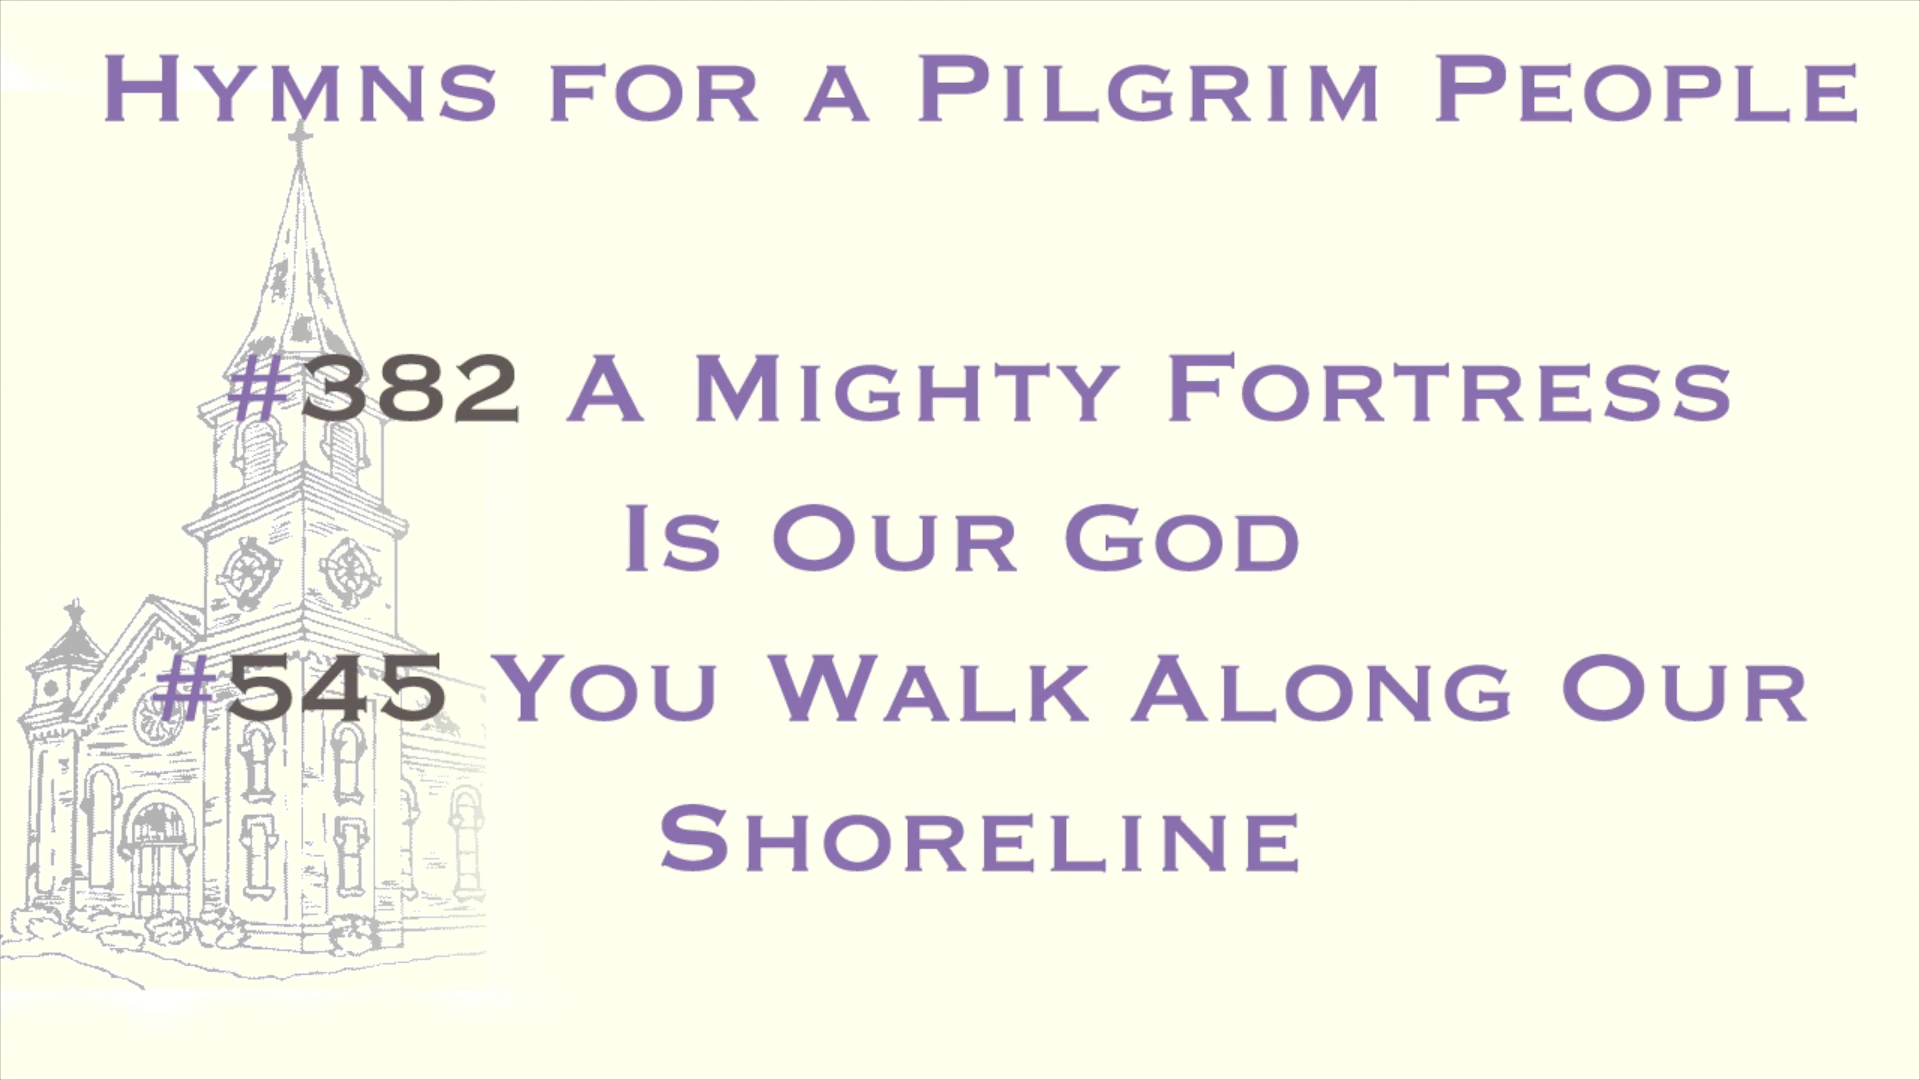 Hymns for a Pilgrim People
#382 A Mighty Fortress
Is Our God
#545 You Walk Along Our
Shoreline